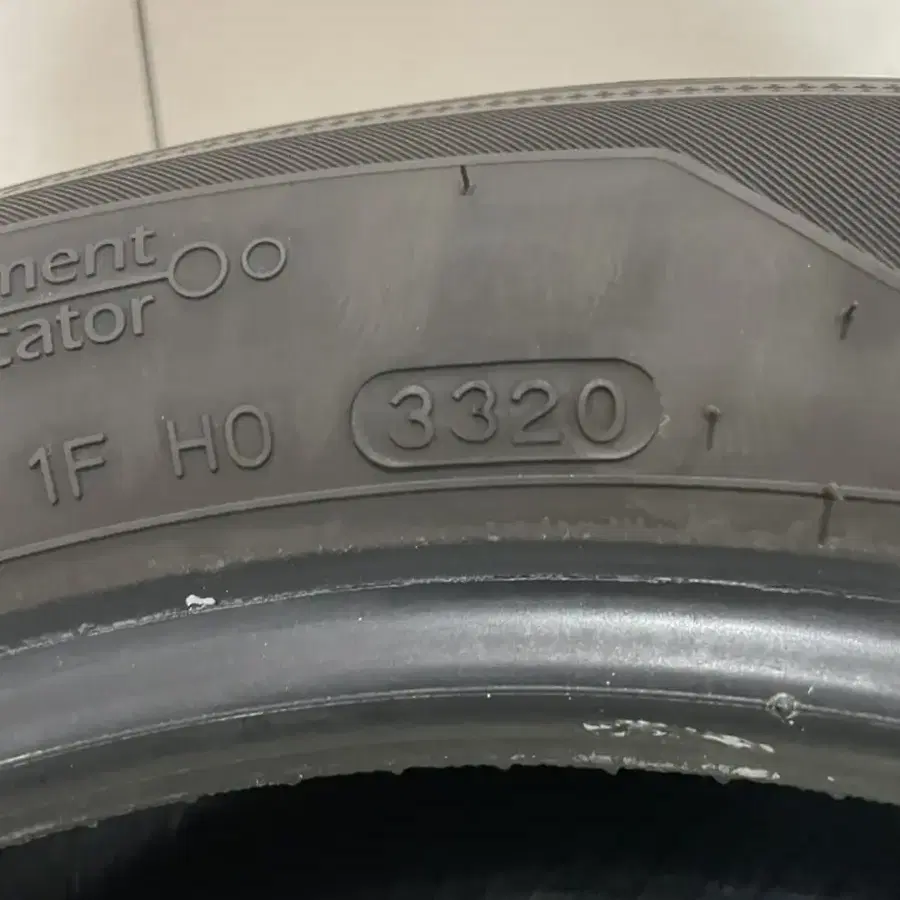 ment
cator
1F H0 3320